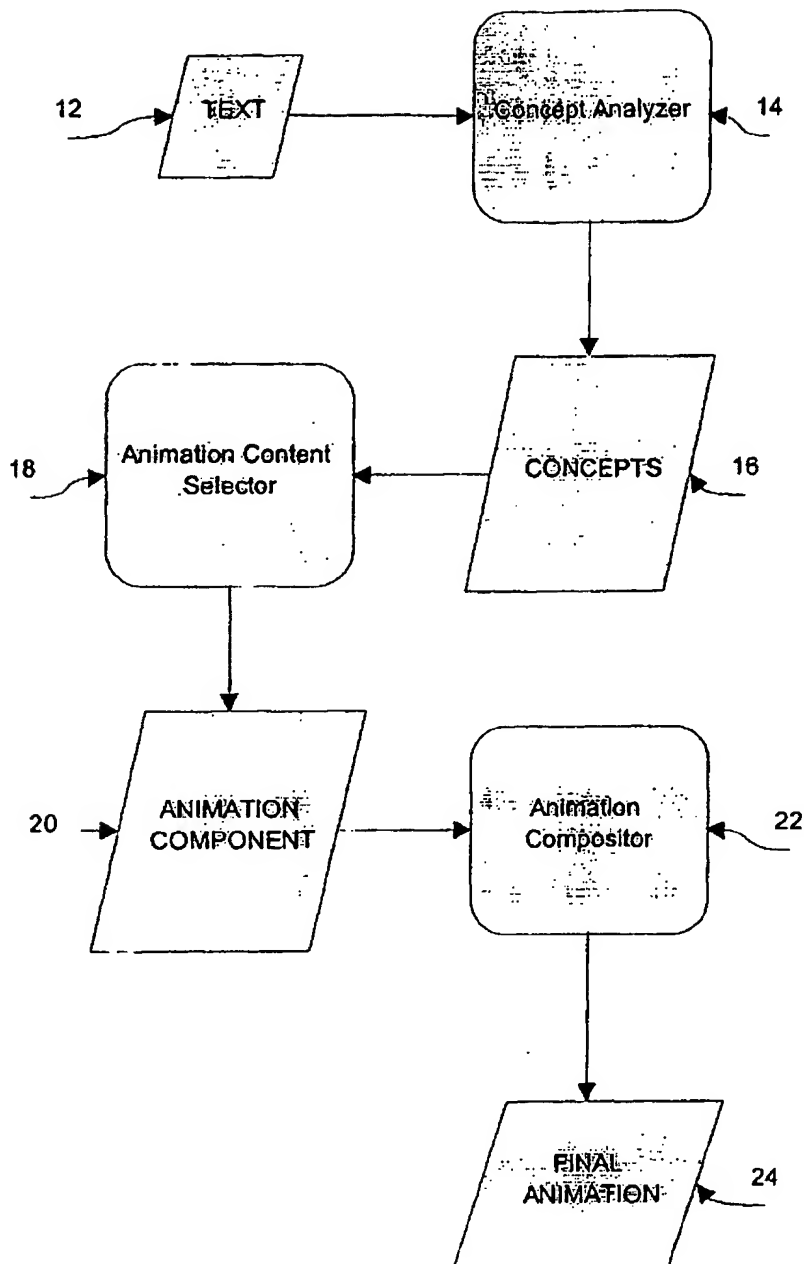 12
TEXT
Concept Analyzer
14
18
Animation Content
Selector
CONCEPTS
16
20
ANIMATION
COMPONENT
Animation
Compositor
22
FINAL
ANIMATION
24